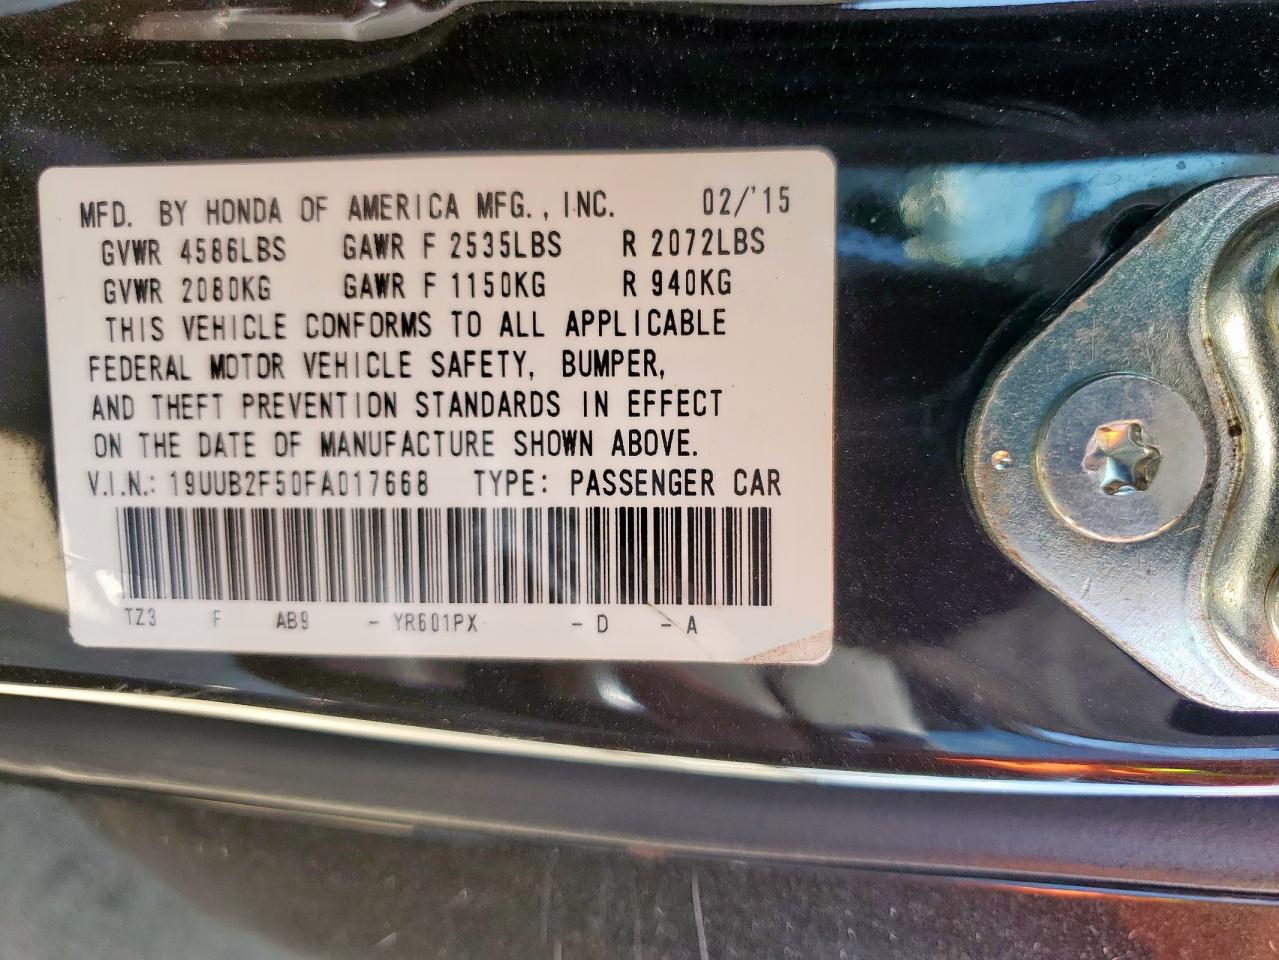 MFD. BY HONDA OF AMERICA MFG., INC. 02/'15
GVWR 4586LBS GAWR F 2535LBS R 2072LBS
GVWR 2080KG GAWR F 1150KG R 940KG
THIS VEHICLE CONFORMS TO ALL APPLICABLE
FEDERAL MOTOR VEHICLE SAFETY, BUMPER,
AND THEFT PREVENTION STANDARDS IN EFFECT
ON THE DATE OF MANUFACTURE SHOWN ABOVE.
V.I.N.: 19UUB2F50FA017668 TYPE: PASSENGER CAR
TZ3 F AB9 - YR601PX - D - A